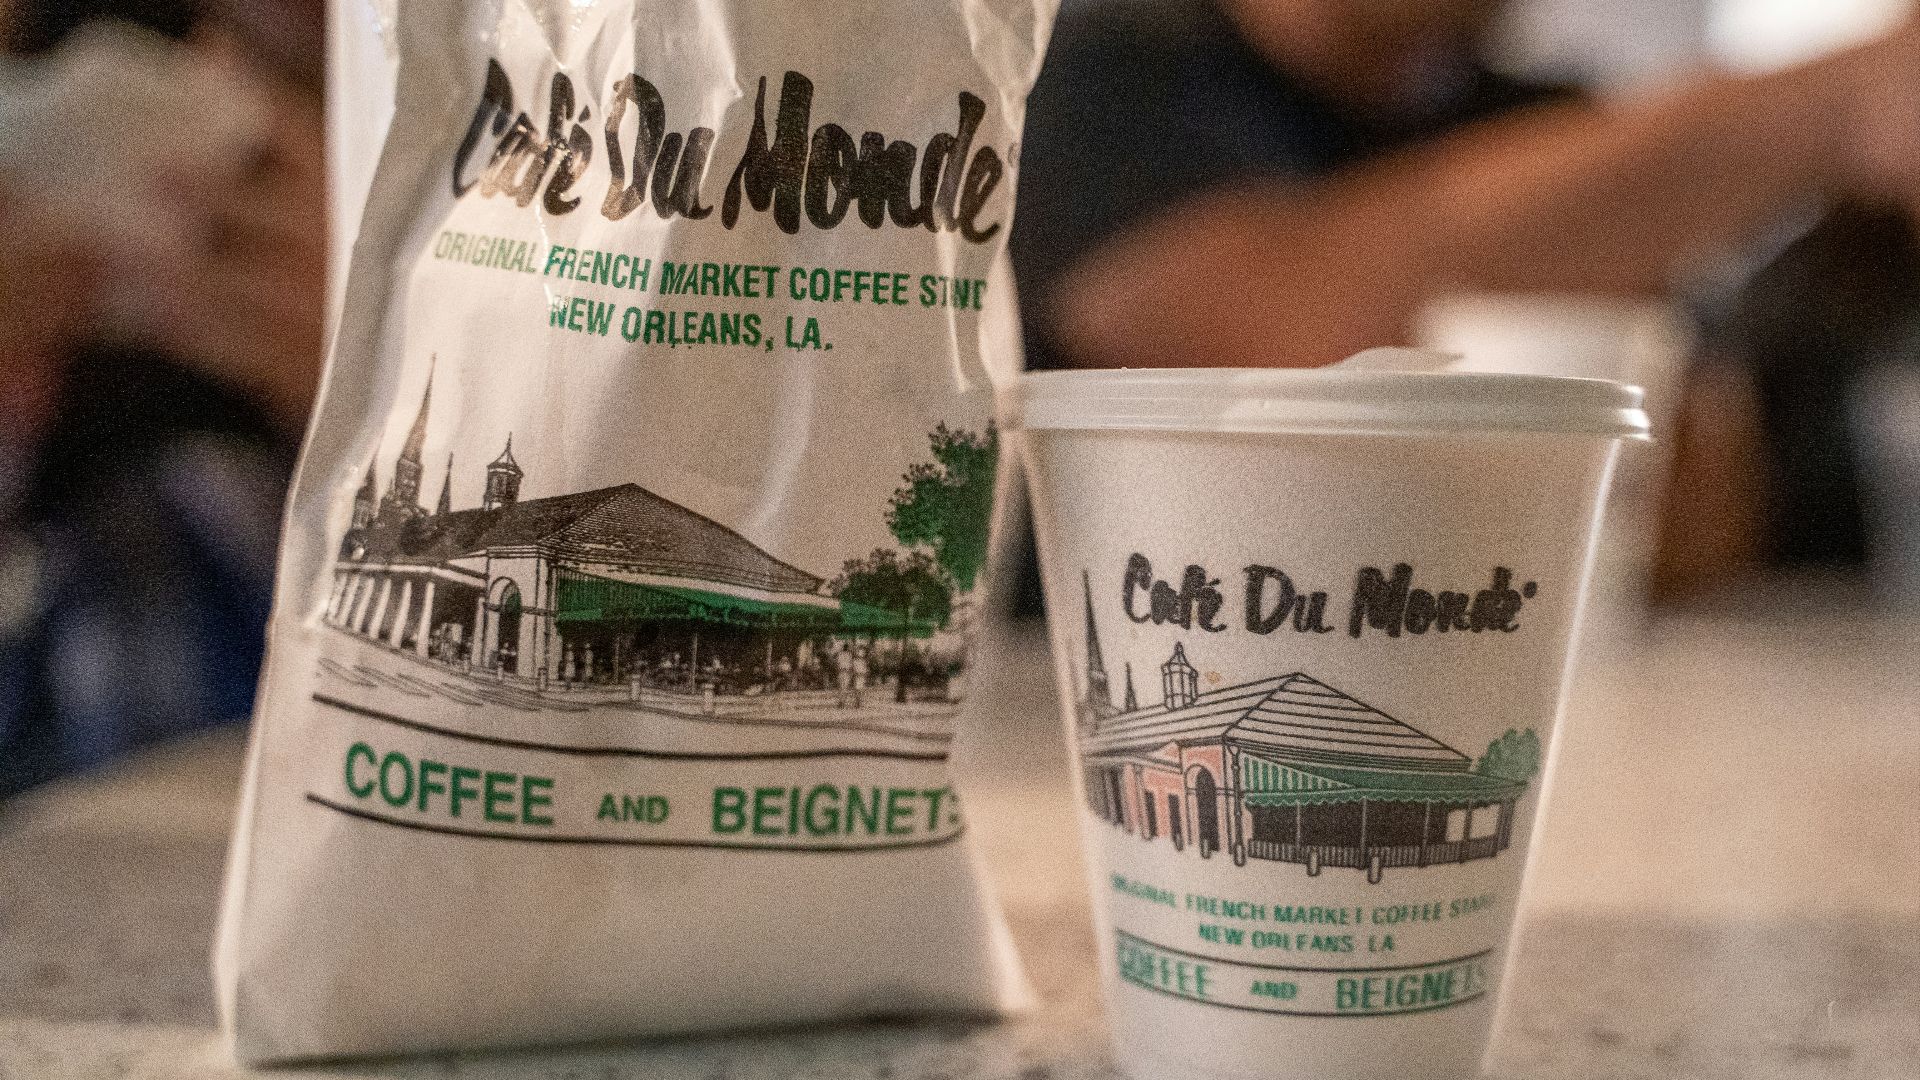 Café Du Monde
ORIGINAL FRENCH MARKET COFFEE STAND
NEW ORLEANS, LA.
COFFEE AND BEIGNETS
Café Du Monde
ORIGINAL FRENCH MARKET COFFEE STAND
NEW ORLEANS LA
COFFEE AND BEIGNETS